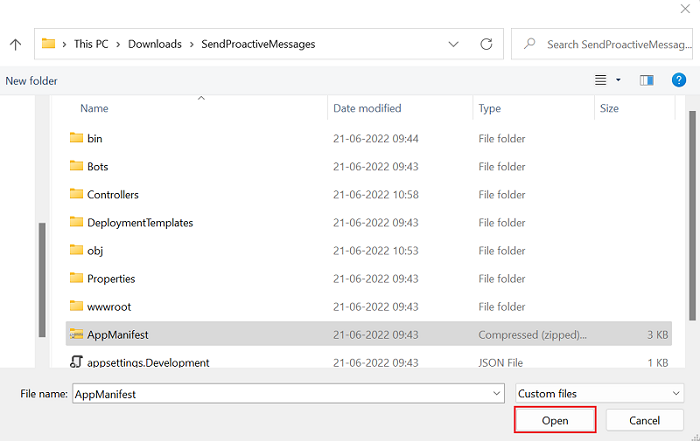 This PC > Downloads > SendProactiveMessages
Search SendProactiveMessag...
New folder
Name Date modified Type Size
bin 21-06-2022 09:44 File folder
Bots 21-06-2022 09:43 File folder
Controllers 21-06-2022 10:58 File folder
DeploymentTemplates 21-06-2022 09:43 File folder
obj 21-06-2022 10:53 File folder
Properties 21-06-2022 09:43 File folder
wwwroot 21-06-2022 09:43 File folder
AppManifest 21-06-2022 09:43 Compressed (zipped)... 3 KB
appsettings.Development 21-06-2022 09:43 JSON File 1 KB
File name: AppManifest Custom files
Open Cancel